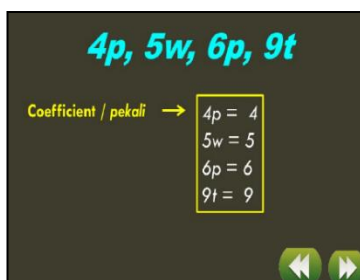 4p, 5w, 6p, 9t
Coefficient / pekali → 4p = 4
5w = 5
6p = 6
9t = 9